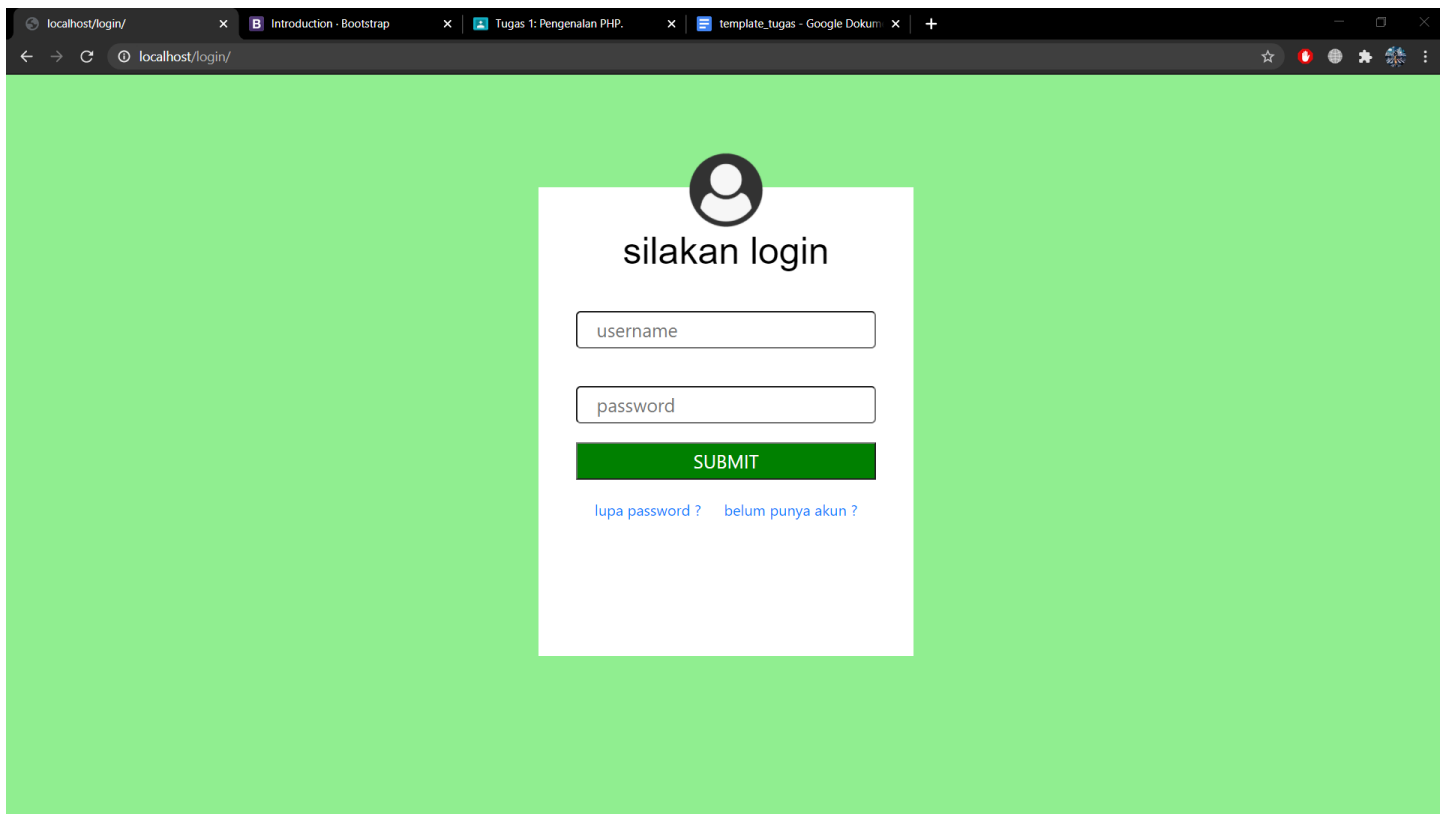 localhost/login/
B Introduction · Bootstrap
Tugas 1: Pengenalan PHP.
template_tugas - Google Dokum
localhost/login/
silakan login
username
password
SUBMIT
lupa password ? belum punya akun ?